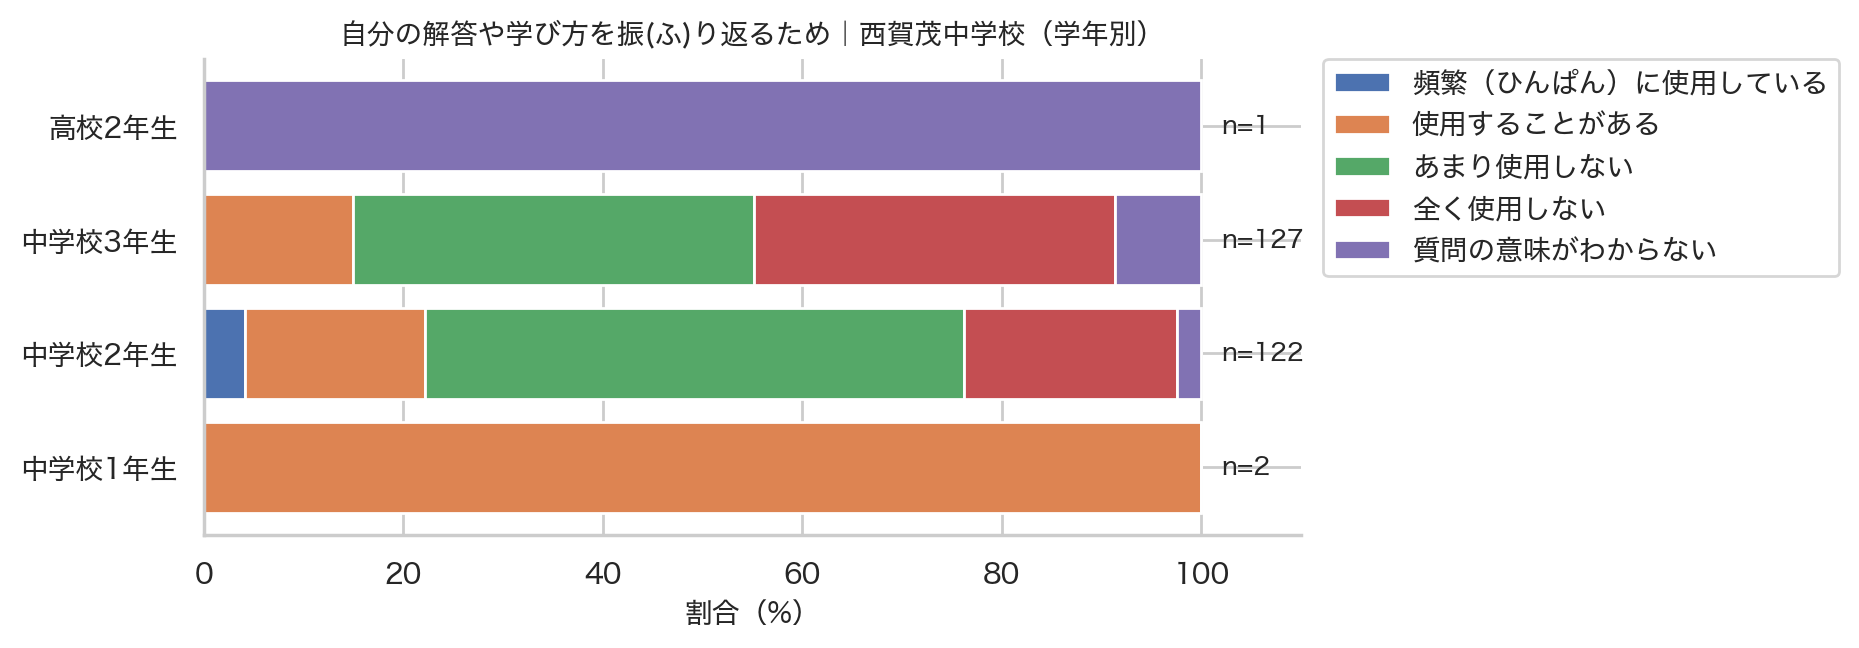 自分の解答や学び方を振(ふ)り返るため｜西賀茂中学校（学年別）
高校2年生
n=1
中学校3年生
n=127
中学校2年生
n=122
中学校1年生
n=2
0 20 40 60 80 100
割合（%）
頻繁（ひんぱん）に使用している
使用することがある
あまり使用しない
全く使用しない
質問の意味がわからない